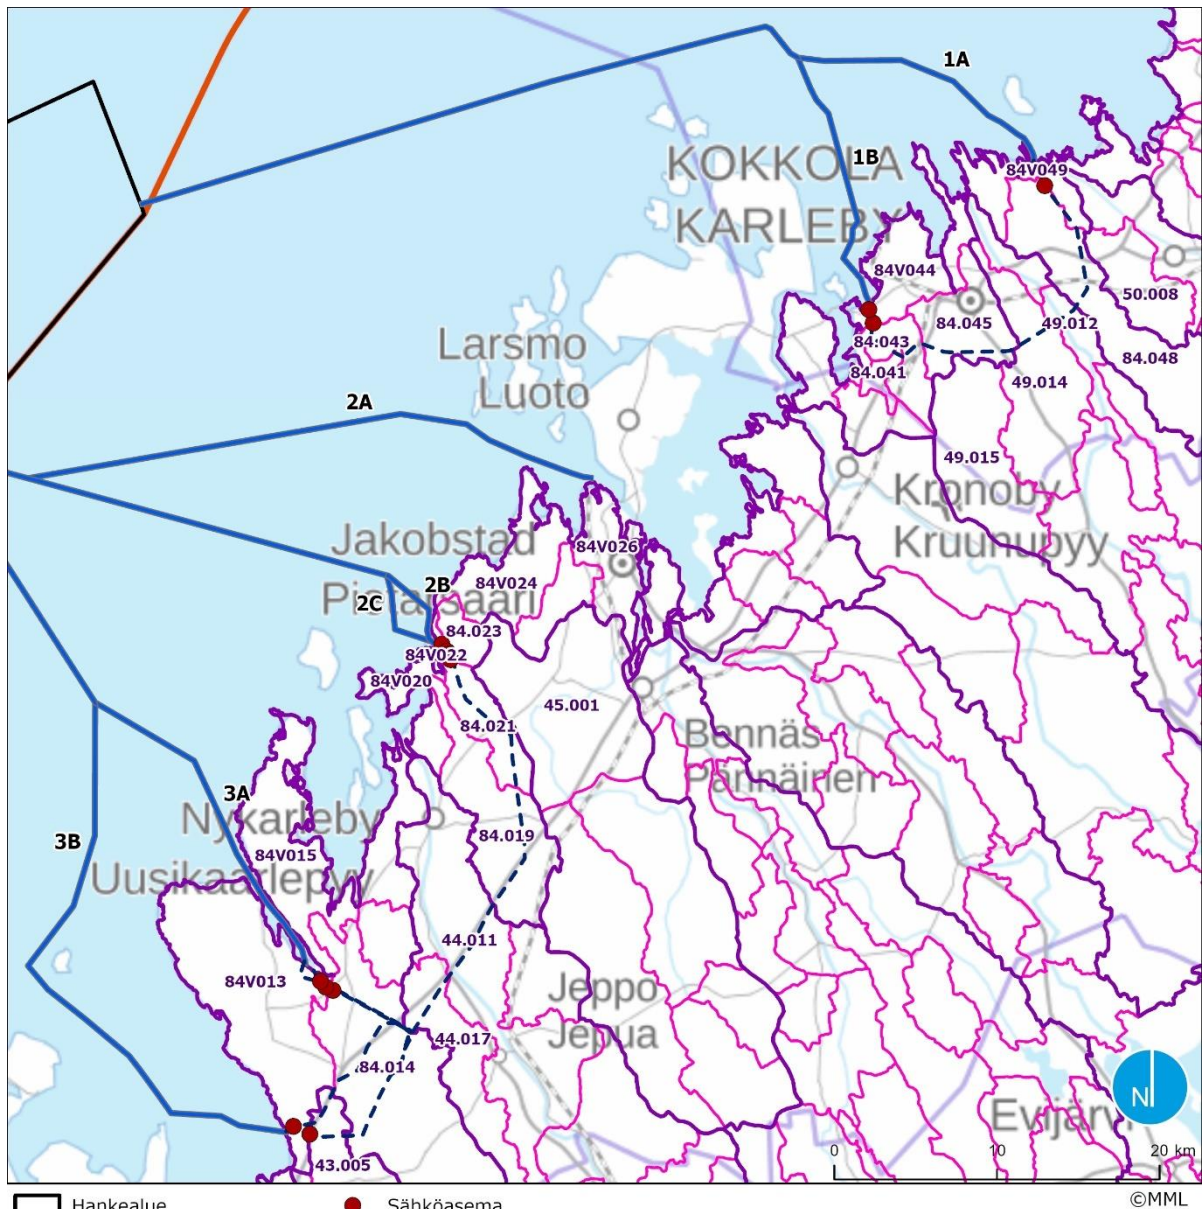 1A
KOKKOLA
KARLEBY
1B
84V049
84V044
50.008
84.045
49.012
84.043
84.048
84.041
49.014
Larsmo
Luoto
2A
49.015
Kronoby
Kruunupyy
Jakobstad
Pietarsaari
84V026
2B
84V024
2C
84.023
84V022
84V020
45.001
84.021
Bennäs
Pännäinen
3A
Nykarleby
3B
84.019
84V015
Uusikaarlepyy
44.011
84V013
Jeppo
Jepua
44.017
84.014
N
Evijärvi
43.005
0 10 20 km
©MML
Hankealue
Sähköasema